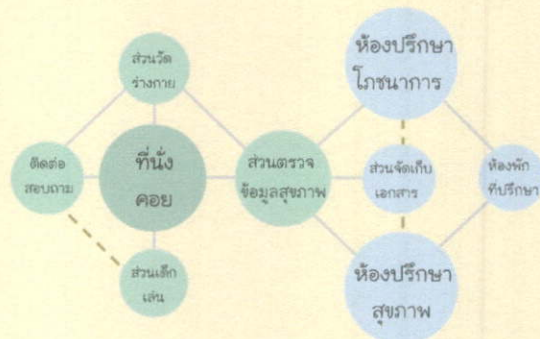 ส่วนวัด
ร่างกาย
ติดต่อ
สอบถาม
ที่นั่ง
คอย
ส่วนเด็ก
เล่น
ส่วนตรวจ
ข้อมูลสุขภาพ
ห้องปรึกษา
โภชนาการ
ส่วนจัดเก็บ
เอกสาร
ห้องพัก
ที่ปรึกษา
ห้องปรึกษา
สุขภาพ